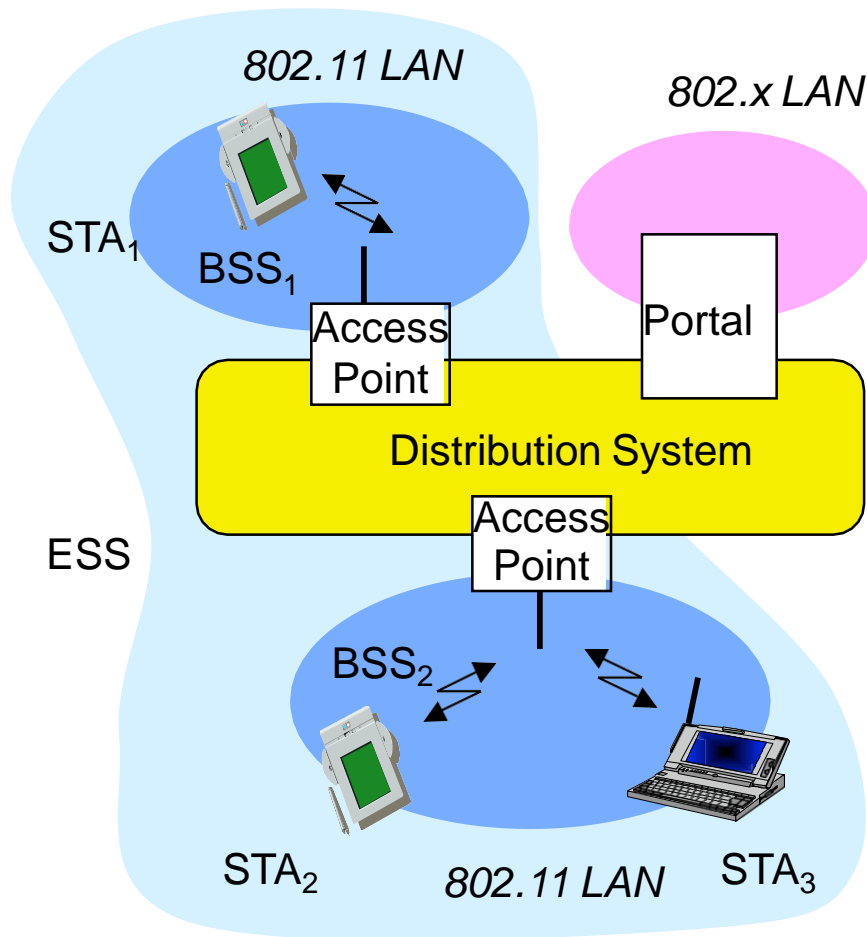 802.11 LAN
802.x LAN
STA₁
BSS₁
Access
Point
Portal
Distribution System
Access
Point
ESS
BSS₂
STA₂
802.11 LAN
STA₃